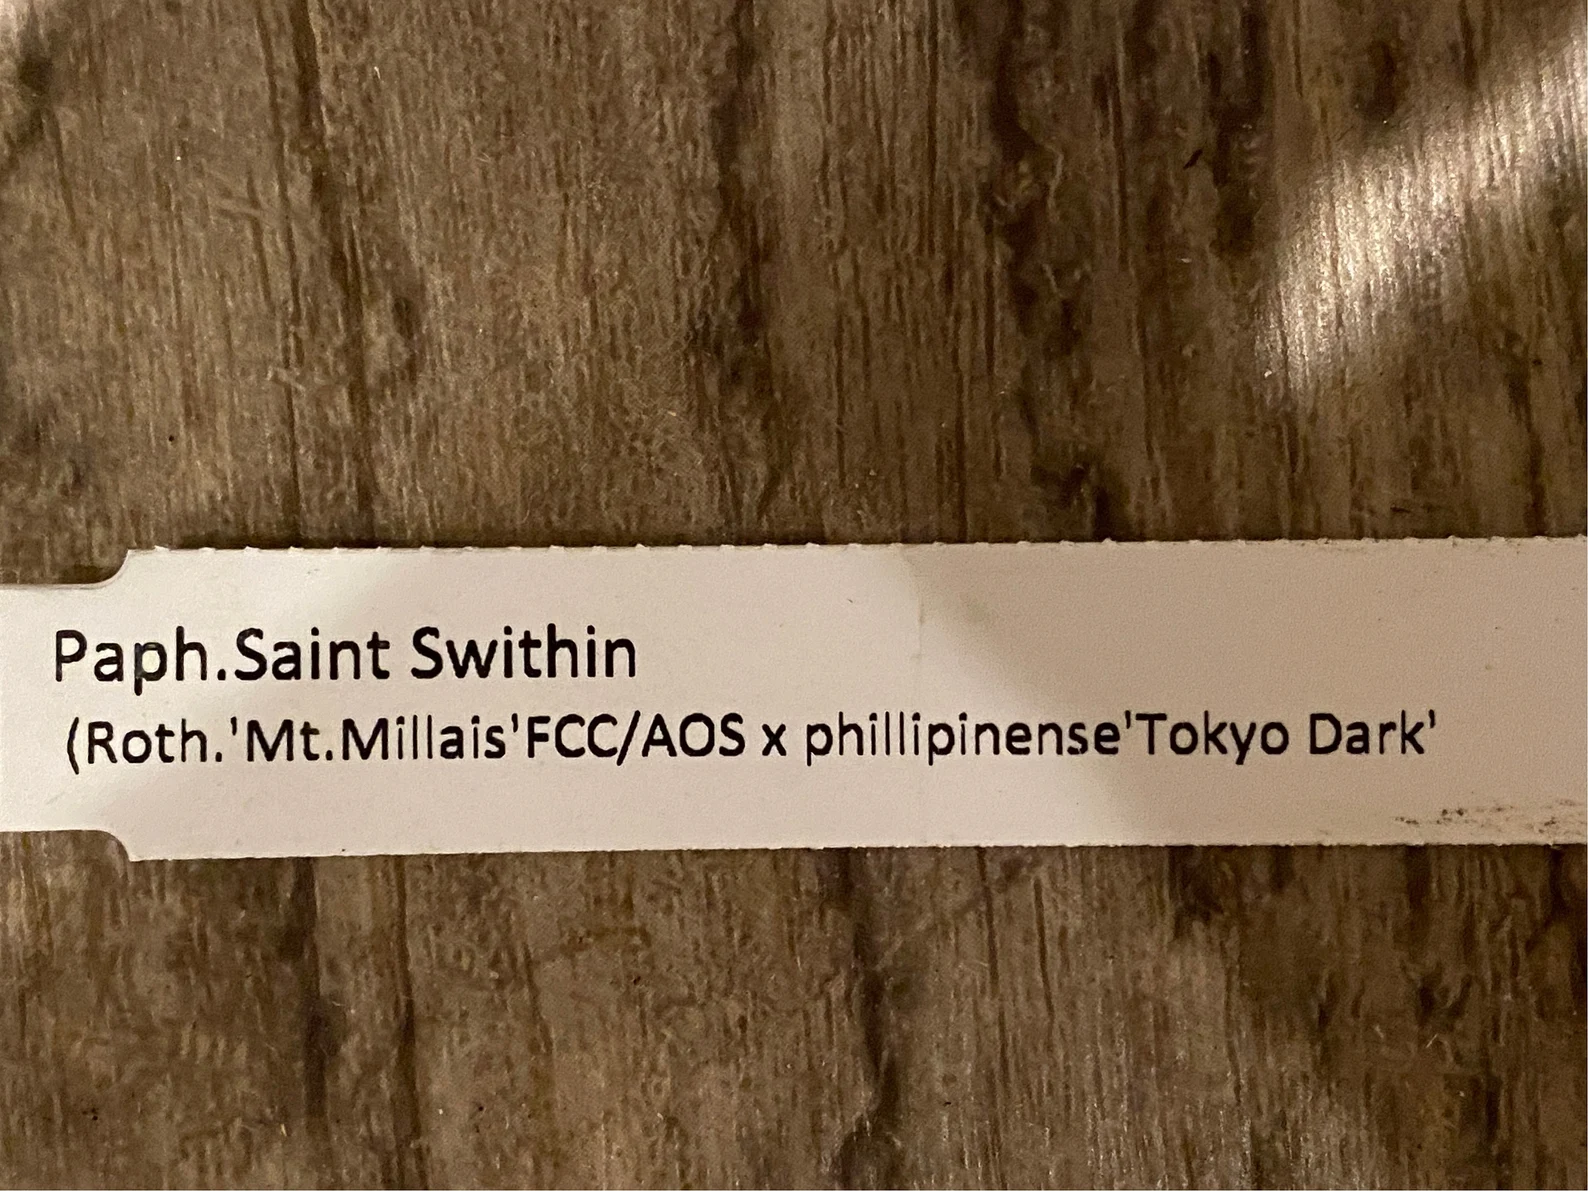 Paph.Saint Swithin
(Roth.'Mt.Millais'FCC/AOS x phillipinense'Tokyo Dark'